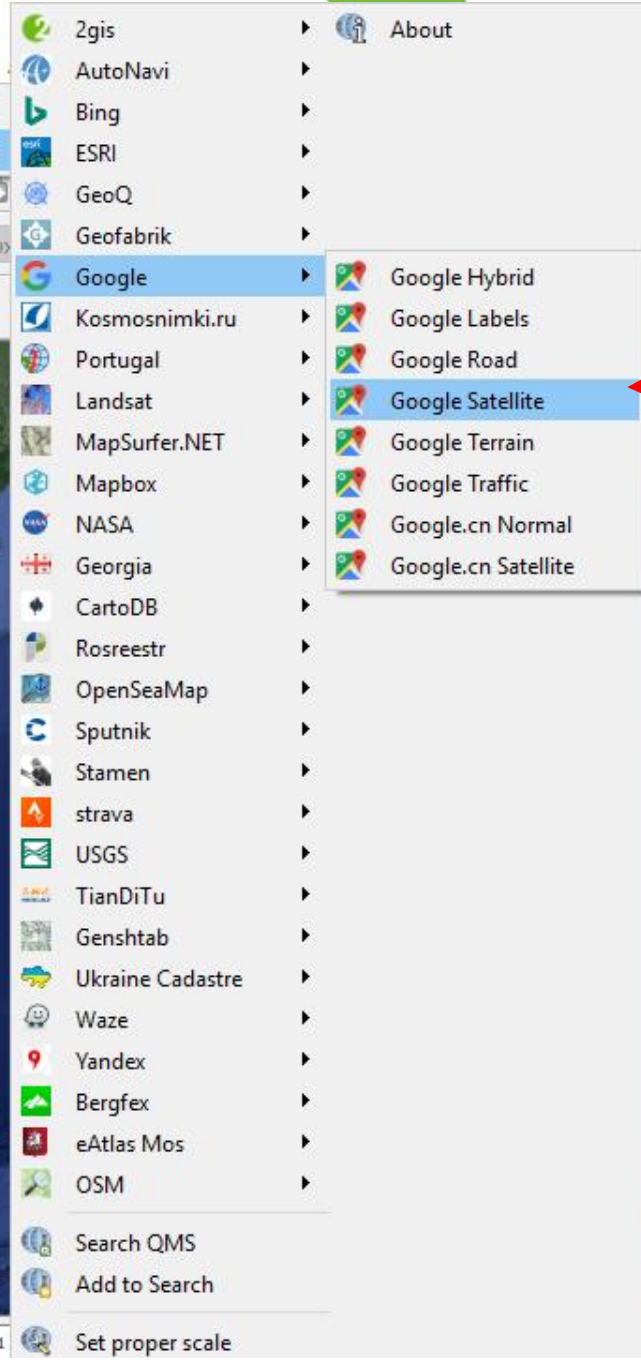 2gis
AutoNavi
Bing
ESRI
GeoQ
Geofabrik
Google
Kosmosnimki.ru
Portugal
Landsat
MapSurfer.NET
Mapbox
NASA
Georgia
CartoDB
Rosreestr
OpenSeaMap
Sputnik
Stamen
strava
USGS
TianDiTu
Genshtab
Ukraine Cadastre
Waze
Yandex
Bergfex
eAtlas Mos
OSM
Search QMS
Add to Search
Set proper scale
About
Google Hybrid
Google Labels
Google Road
Google Satellite
Google Terrain
Google Traffic
Google.cn Normal
Google.cn Satellite